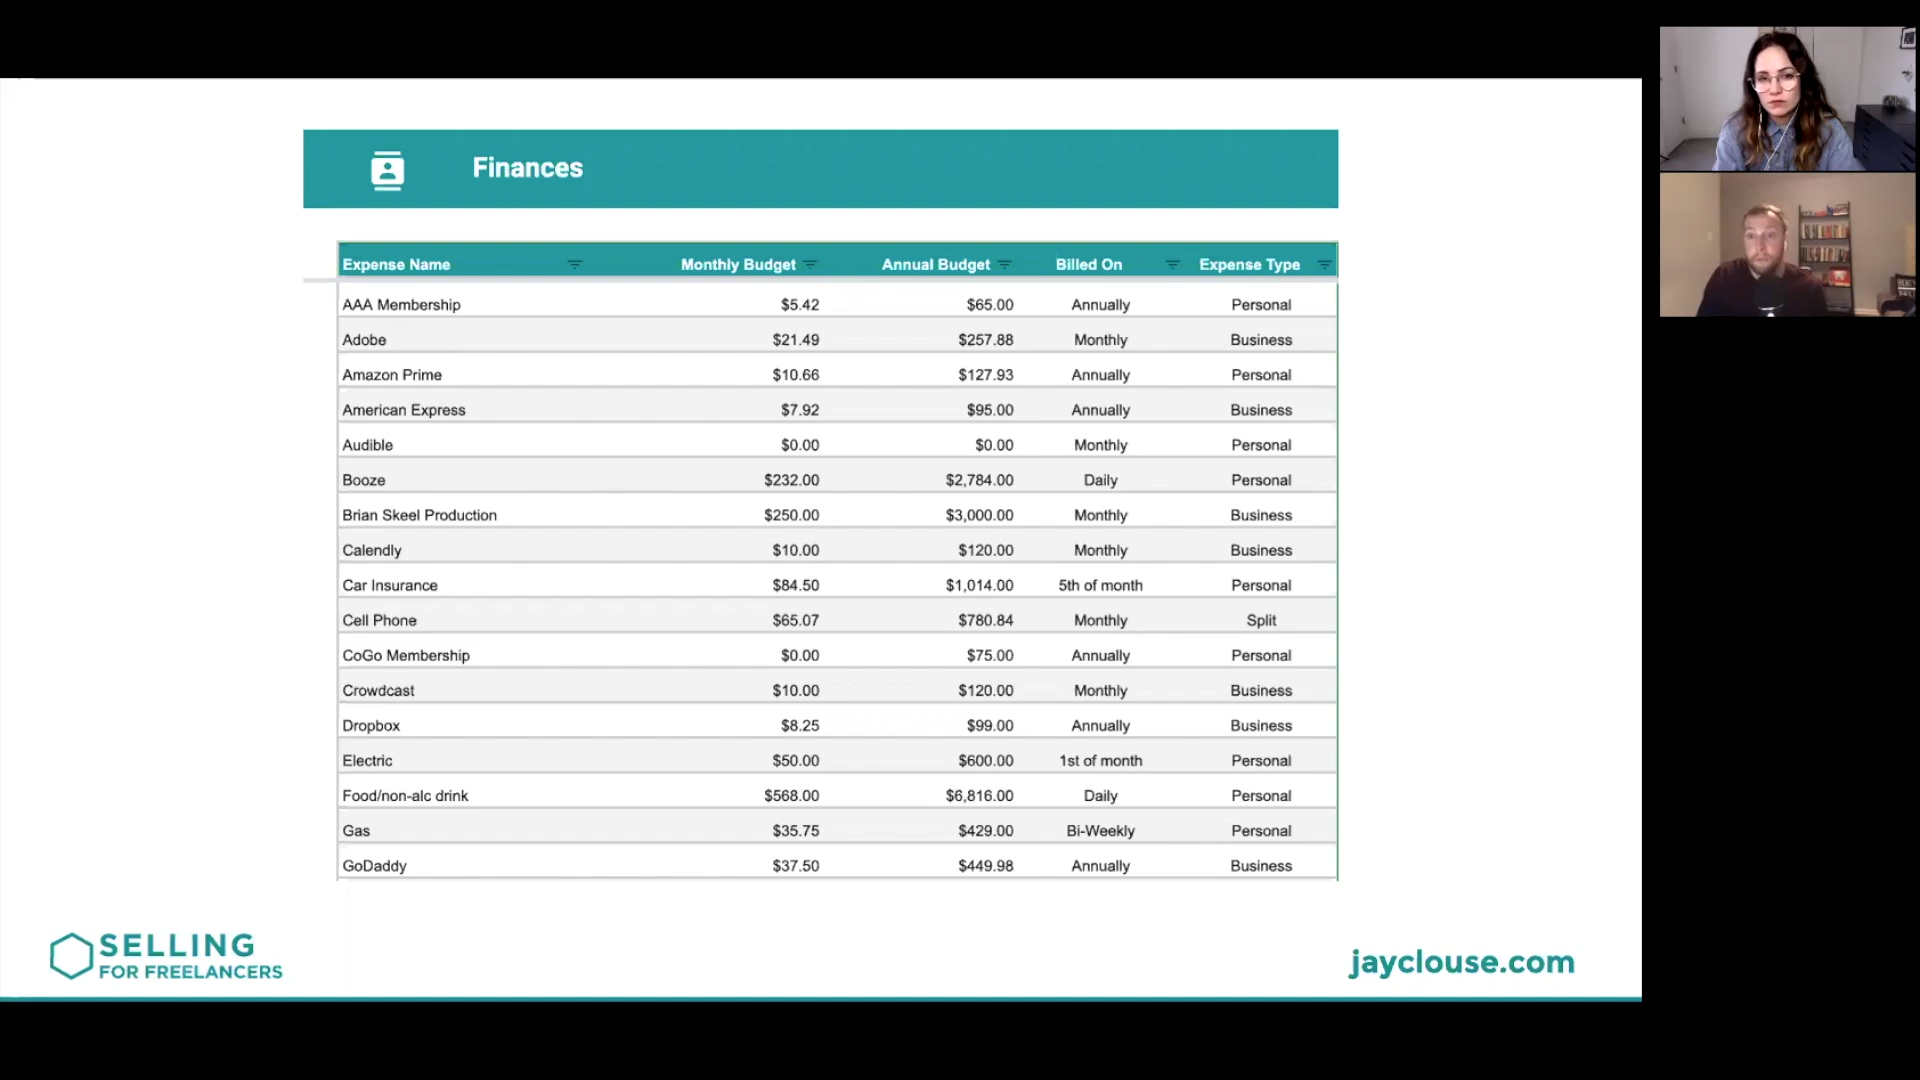 Finances
Expense Name Monthly Budget Annual Budget Billed On Expense Type
AAA Membership $5.42 $65.00 Annually Personal
Adobe $21.49 $257.88 Monthly Business
Amazon Prime $10.66 $127.93 Annually Personal
American Express $7.92 $95.00 Annually Business
Audible $0.00 $0.00 Monthly Personal
Booze $232.00 $2,784.00 Daily Personal
Brian Skeel Production $250.00 $3,000.00 Monthly Business
Calendly $10.00 $120.00 Monthly Business
Car Insurance $84.50 $1,014.00 5th of month Personal
Cell Phone $65.07 $780.84 Monthly Split
CoGo Membership $0.00 $75.00 Annually Personal
Crowdcast $10.00 $120.00 Monthly Business
Dropbox $8.25 $99.00 Annually Business
Electric $50.00 $600.00 1st of month Personal
Food/non-alc drink $568.00 $6,816.00 Daily Personal
Gas $35.75 $429.00 Bi-Weekly Personal
GoDaddy $37.50 $449.98 Annually Business
SELLING
FOR FREELANCERS
jayclouse.com